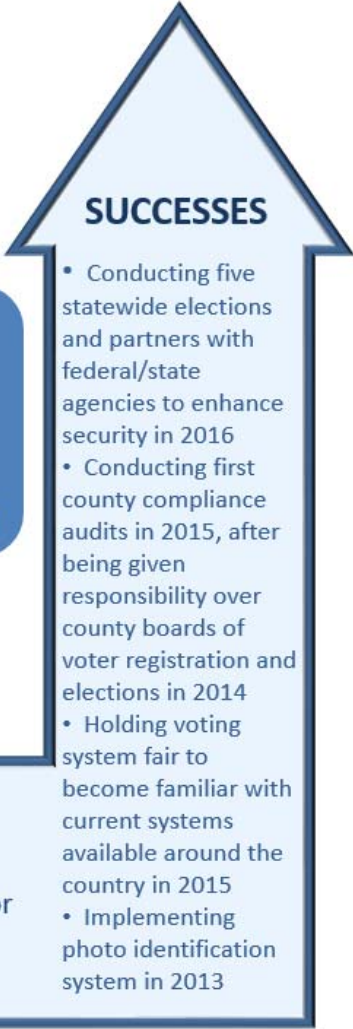 SUCCESSES
• Conducting five
statewide elections
and partners with
federal/state
agencies to enhance
security in 2016
• Conducting first
county compliance
audits in 2015, after
being given
responsibility over
county boards of
voter registration and
elections in 2014
• Holding voting
system fair to
become familiar with
current systems
available around the
country in 2015
• Implementing
photo identification
system in 2013